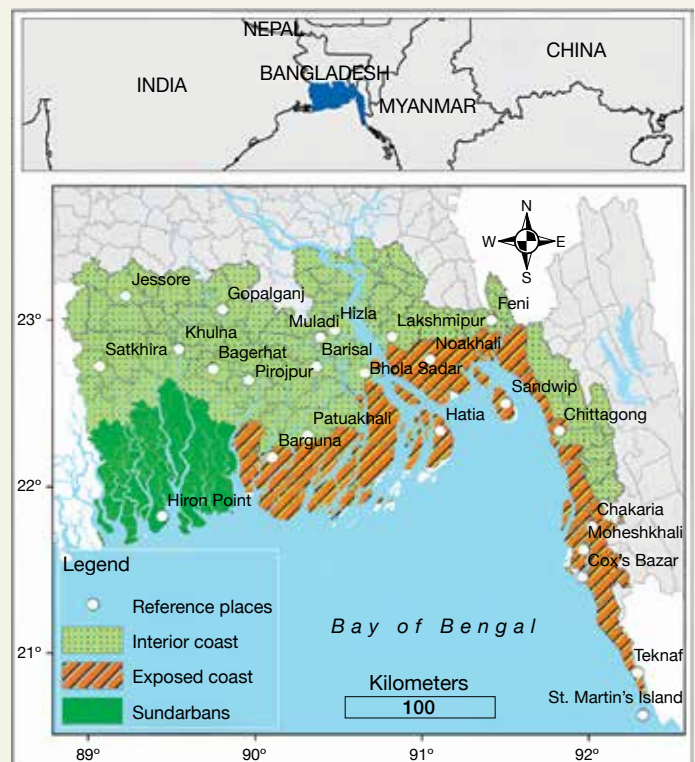 NEPAL
CHINA
INDIA
BANGLADESH
MYANMAR
N
W E
S
Jessore
Gopalganj
Feni
23°
Muladi Hizla Lakshmipur
Khulna
Noakhali
Satkhira Bagerhat Barisal
Pirojpur Bhola Sadar
Sandwip
Patuakhali Hatia Chittagong
Barguna
22°
Hiron Point
Chakaria
Moheshkhali
Cox's Bazar
Legend
Reference places
Bay of Bengal
Interior coast
21°
Teknaf
Exposed coast
Kilometers
St. Martin's Island
100
Sundarbans
89° 90° 91° 92°